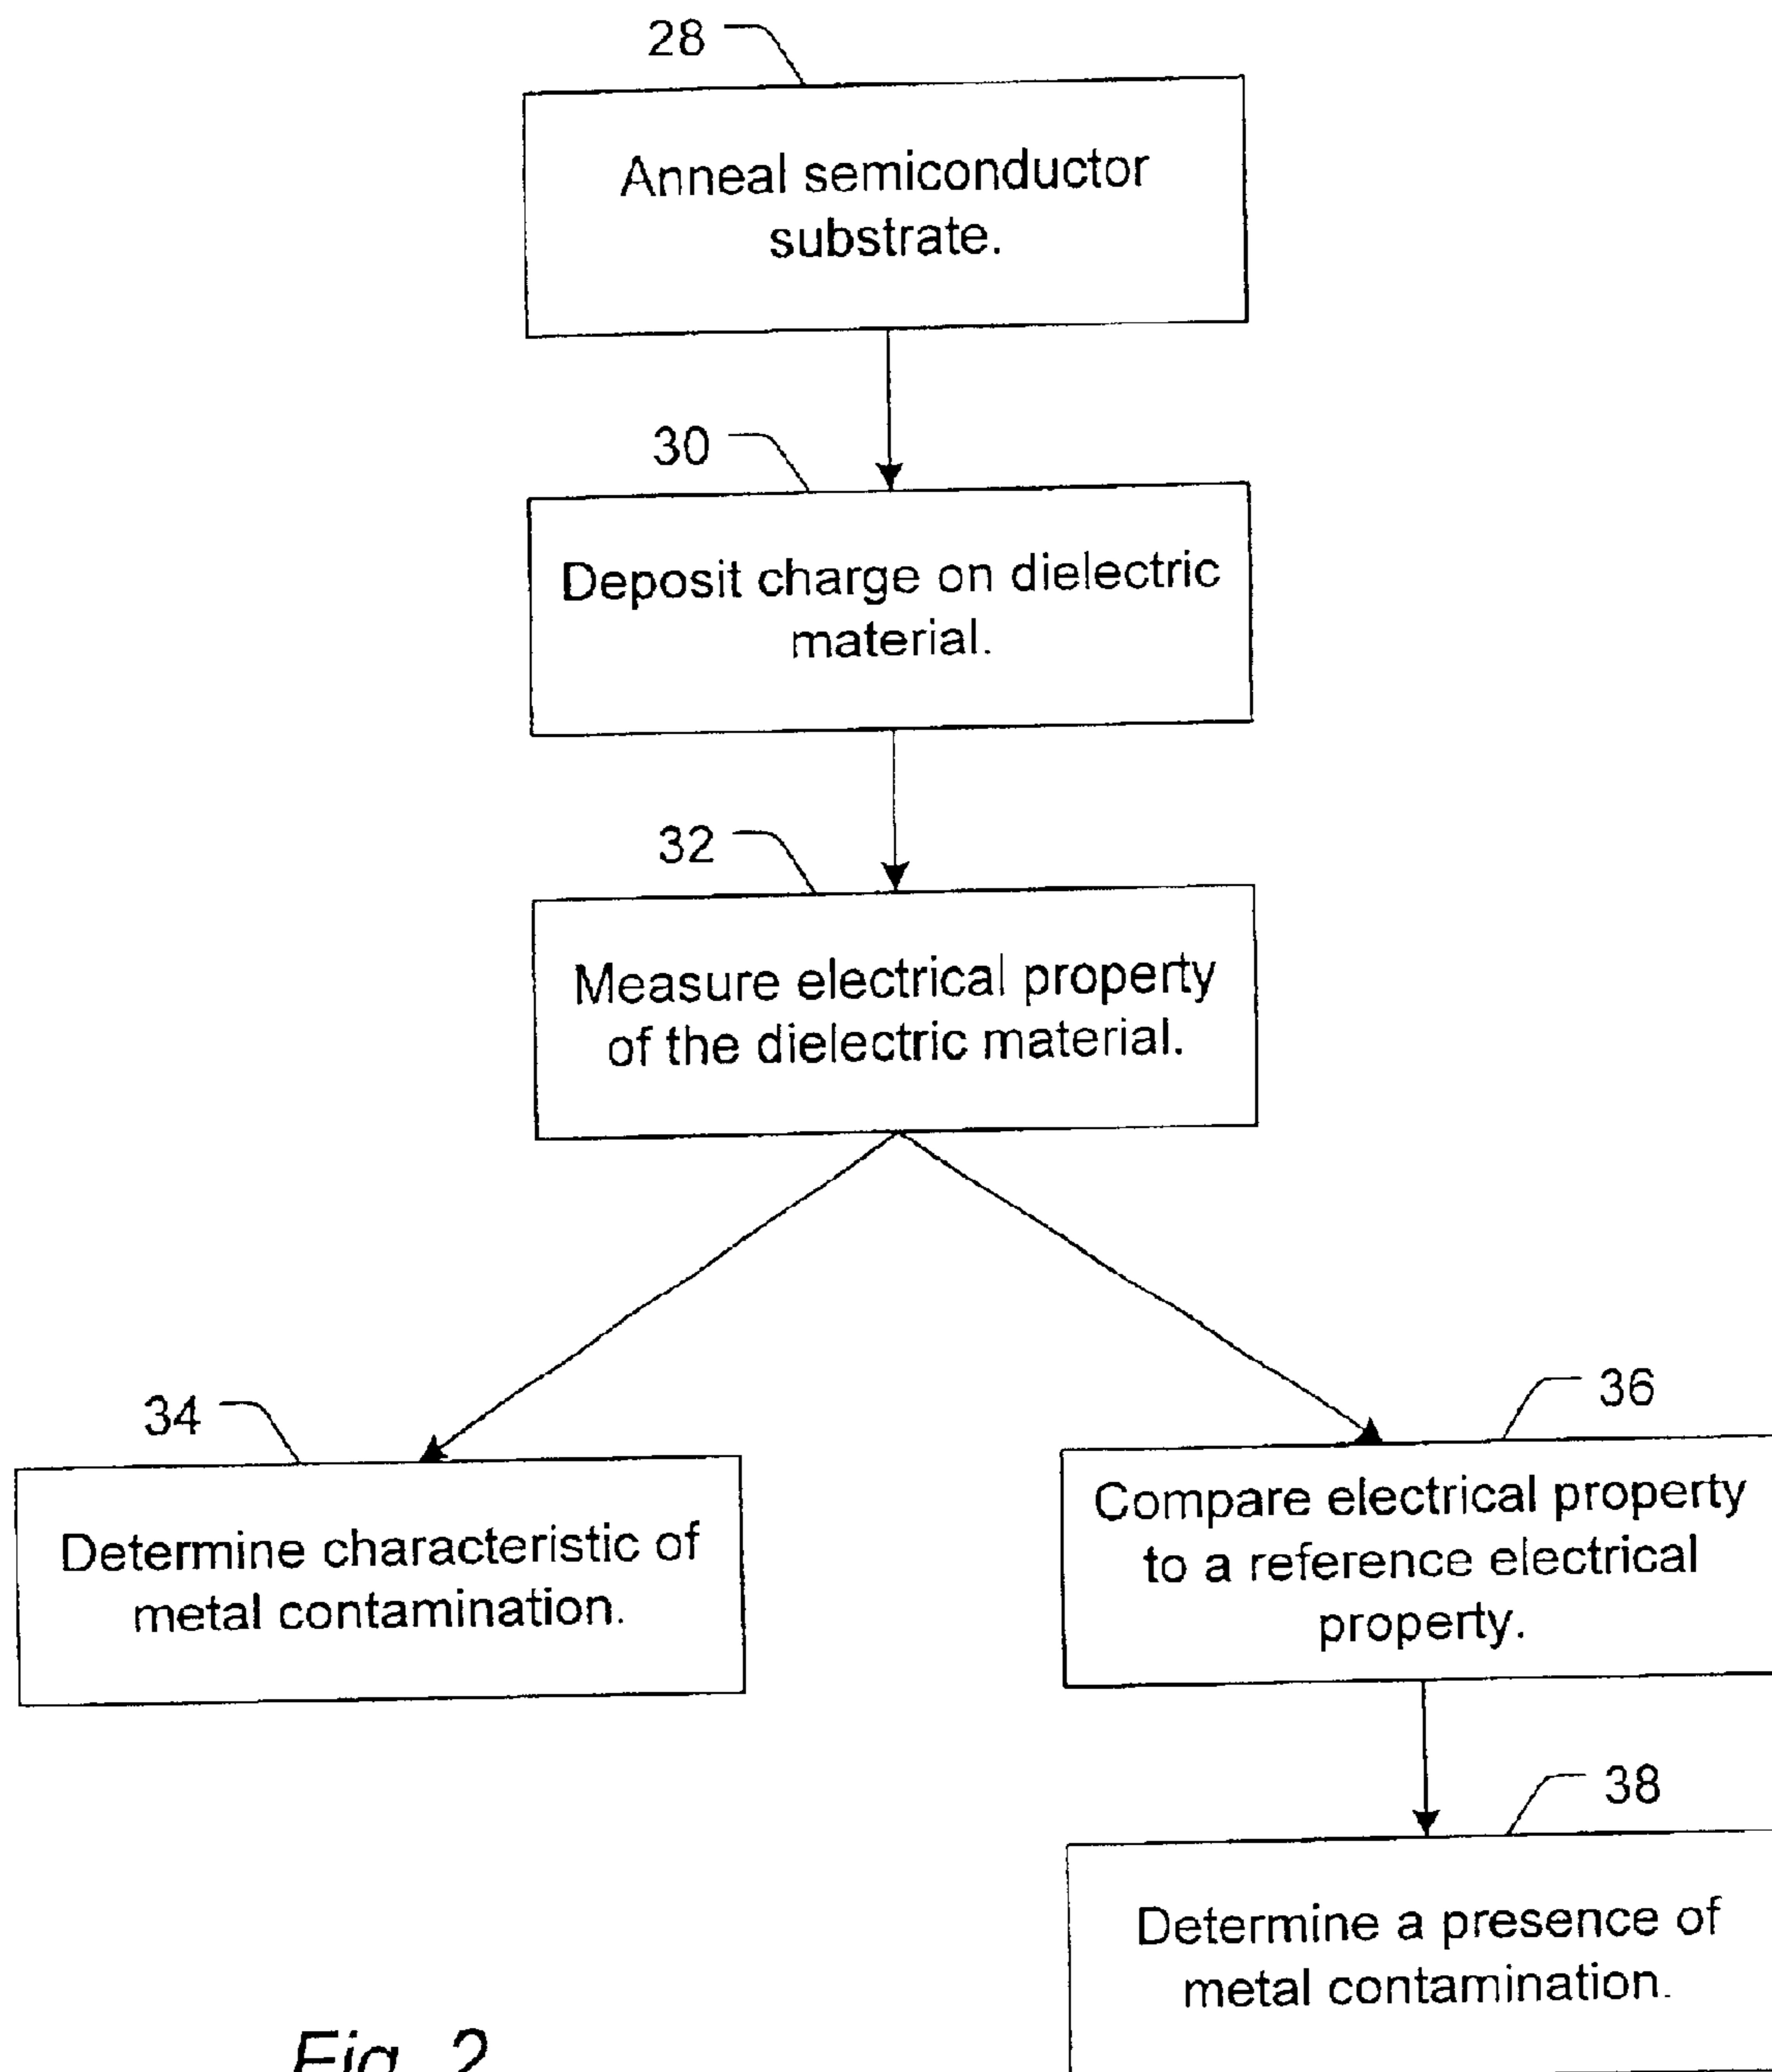 28
Anneal semiconductor
substrate.
30
Deposit charge on dielectric
material.
32
Measure electrical property
of the dielectric material.
34
Determine characteristic of
metal contamination.
36
Compare electrical property
to a reference electrical
property.
38
Determine a presence of
metal contamination.
Fig. 2